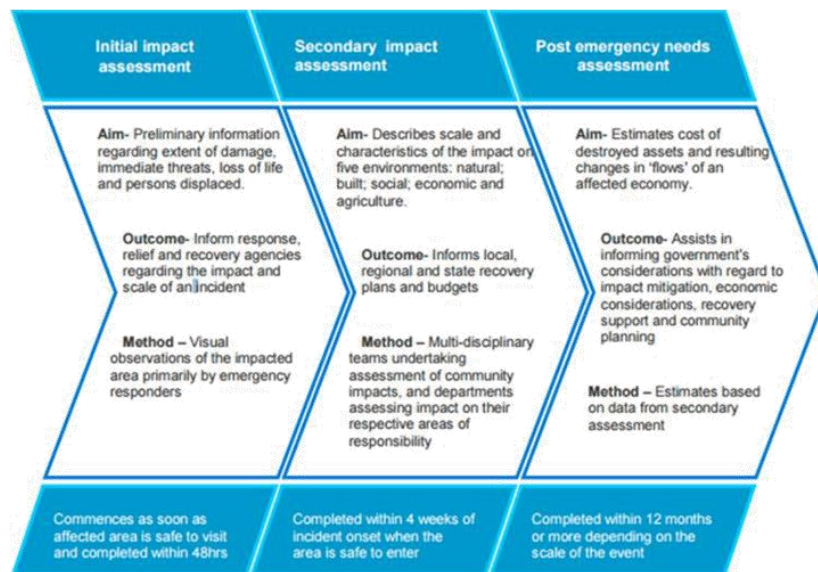 Initial impact
assessment
Aim- Preliminary information
regarding extent of damage,
immediate threats, loss of life
and persons displaced.
Outcome- Inform response,
relief and recovery agencies
regarding the impact and
scale of an incident
Method – Visual
observations of the impacted
area primarily by emergency
responders
Commences as soon as
affected area is safe to visit
and completed within 48hrs
Secondary impact
assessment
Aim- Describes scale and
characteristics of the impact on
five environments: natural;
built; social; economic and
agriculture.
Outcome- Informs local,
regional and state recovery
plans and budgets
Method – Multi-disciplinary
teams undertaking
assessment of community
impacts, and departments
assessing impact on their
respective areas of
responsibility
Completed within 4 weeks of
incident onset when the
area is safe to enter
Post emergency needs
assessment
Aim- Estimates cost of
destroyed assets and resulting
changes in ‘flows’ of an
affected economy.
Outcome- Assists in
informing government's
considerations with regard to
impact mitigation, economic
considerations, recovery
support and community
planning
Method – Estimates based
on data from secondary
assessment
Completed within 12 months
or more depending on the
scale of the event